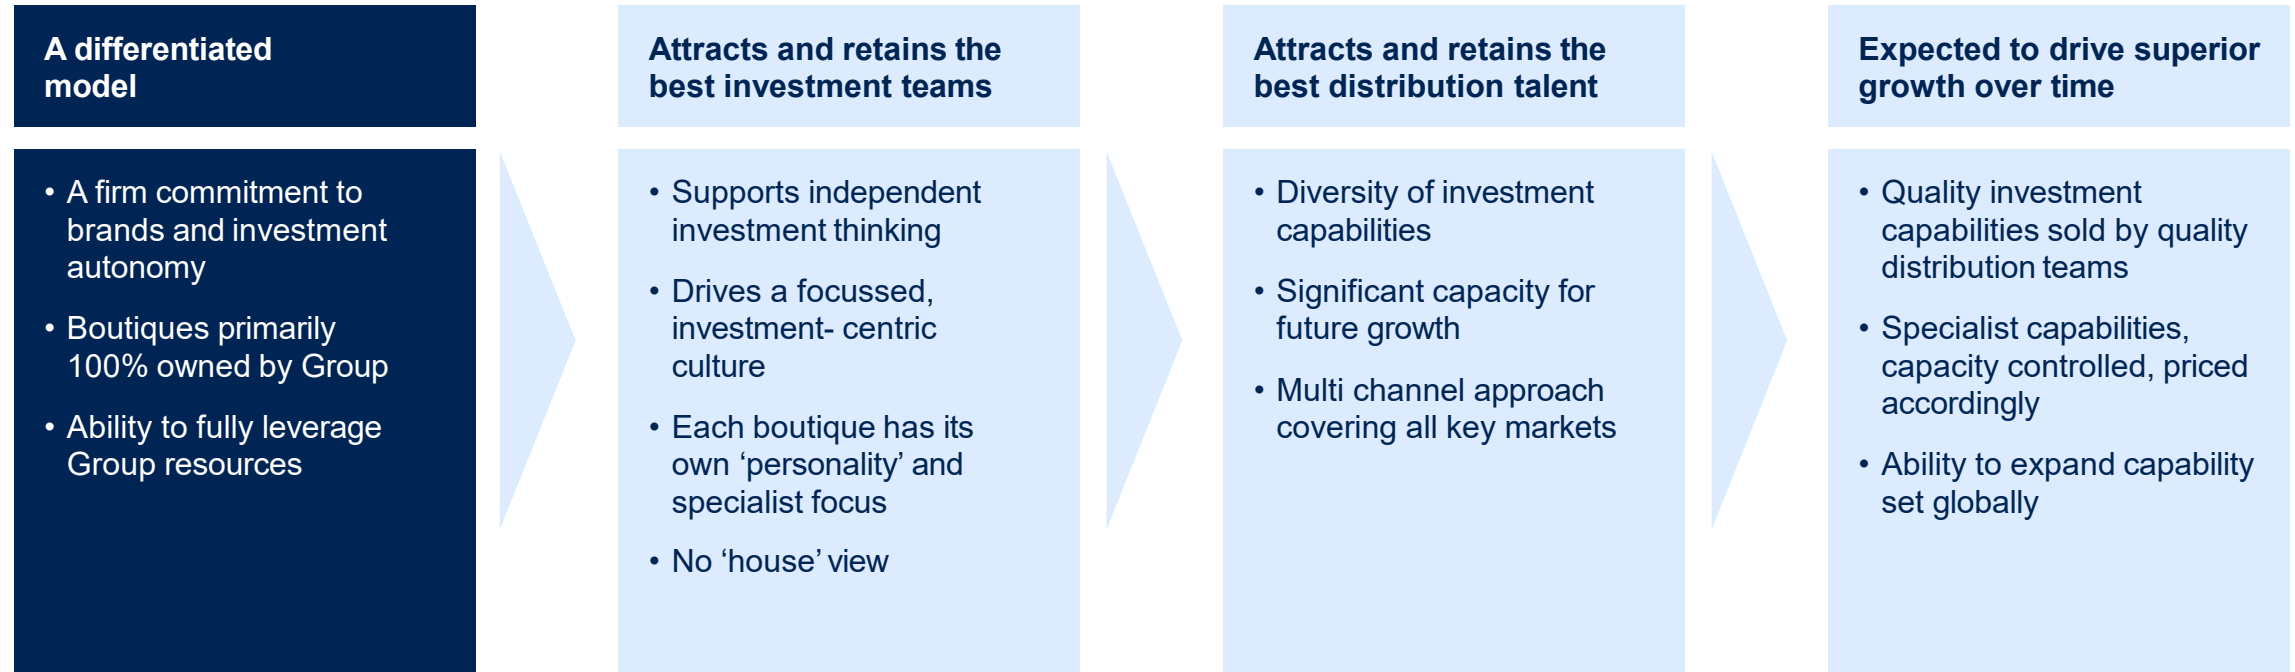 A differentiated
model
• A firm commitment to
brands and investment
autonomy
• Boutiques primarily
100% owned by Group
• Ability to fully leverage
Group resources
Attracts and retains the
best investment teams
• Supports independent
investment thinking
• Drives a focussed,
investment- centric
culture
• Each boutique has its
own ‘personality’ and
specialist focus
• No ‘house’ view
Attracts and retains the
best distribution talent
• Diversity of investment
capabilities
• Significant capacity for
future growth
• Multi channel approach
covering all key markets
Expected to drive superior
growth over time
• Quality investment
capabilities sold by quality
distribution teams
• Specialist capabilities,
capacity controlled, priced
accordingly
• Ability to expand capability
set globally